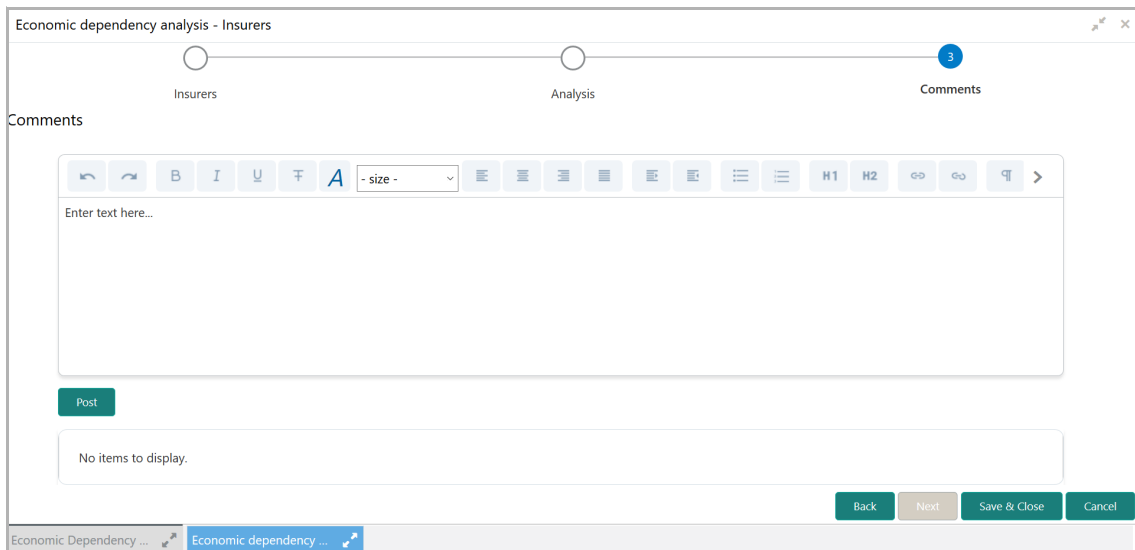 Economic dependency analysis - Insurers
3
Insurers Analysis Comments
Comments
B I U T A - size - H1 H2 ¶
Enter text here...
Post
No items to display.
Back Next Save & Close Cancel
Economic Dependency ... Economic dependency ...